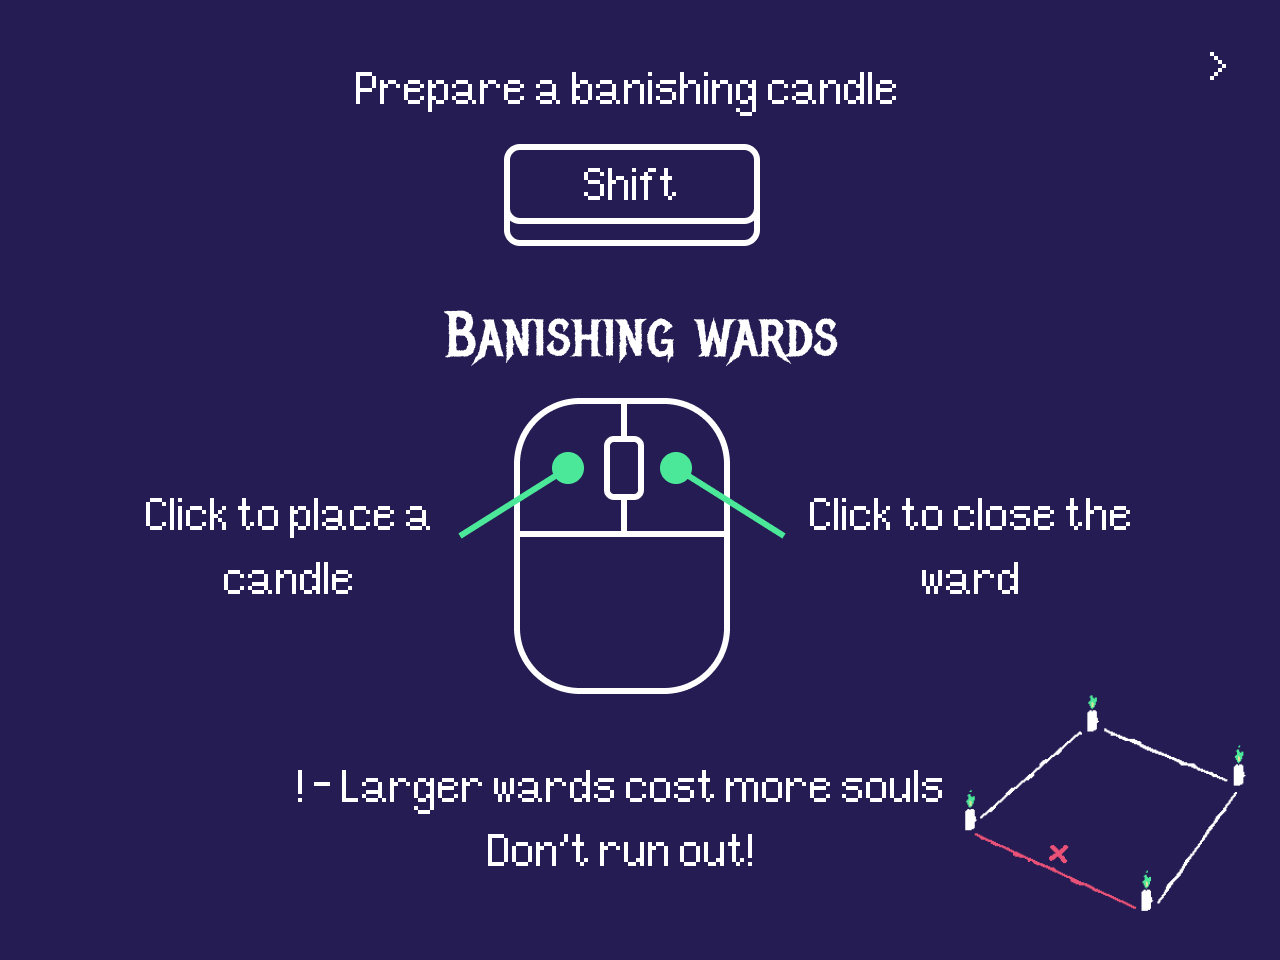 >
Prepare a banishing candle
Shift
Banishing wards
Click to place a
candle
Click to close the
ward
! - Larger wards cost more souls
Don't run out!